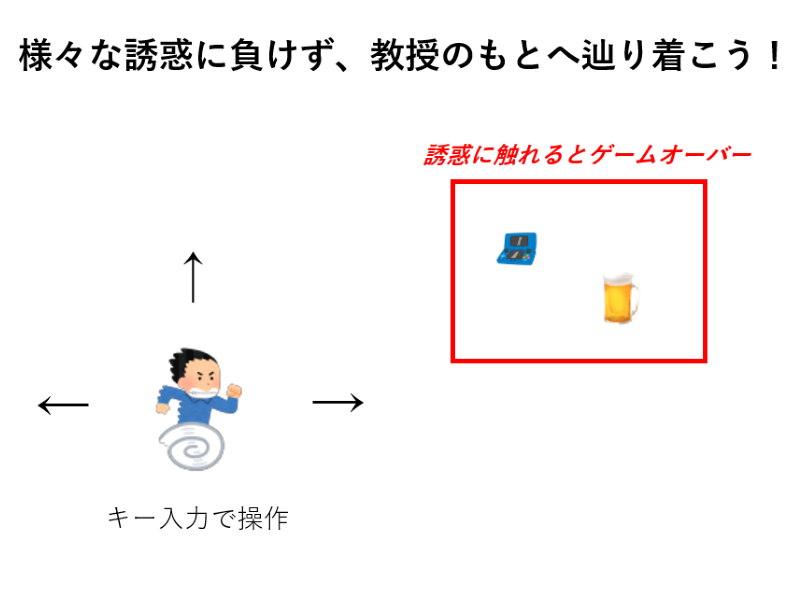 様々な誘惑に負けず、教授のもとへ辿り着こう！
誘惑に触れるとゲームオーバー
↑
← →
キー入力で操作